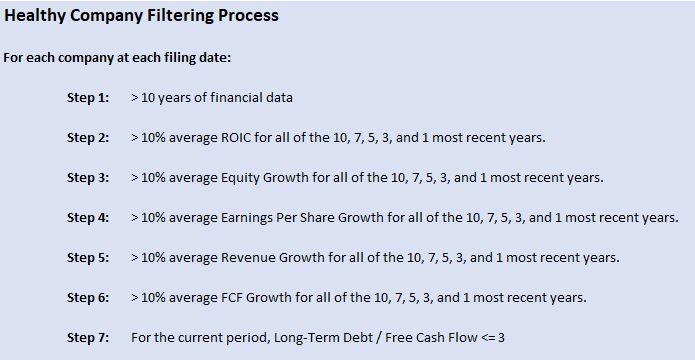 Healthy Company Filtering Process
For each company at each filing date:
Step 1: > 10 years of financial data
Step 2: > 10% average ROIC for all of the 10, 7, 5, 3, and 1 most recent years.
Step 3: > 10% average Equity Growth for all of the 10, 7, 5, 3, and 1 most recent years.
Step 4: > 10% average Earnings Per Share Growth for all of the 10, 7, 5, 3, and 1 most recent years.
Step 5: > 10% average Revenue Growth for all of the 10, 7, 5, 3, and 1 most recent years.
Step 6: > 10% average FCF Growth for all of the 10, 7, 5, 3, and 1 most recent years.
Step 7: For the current period, Long-Term Debt / Free Cash Flow <= 3